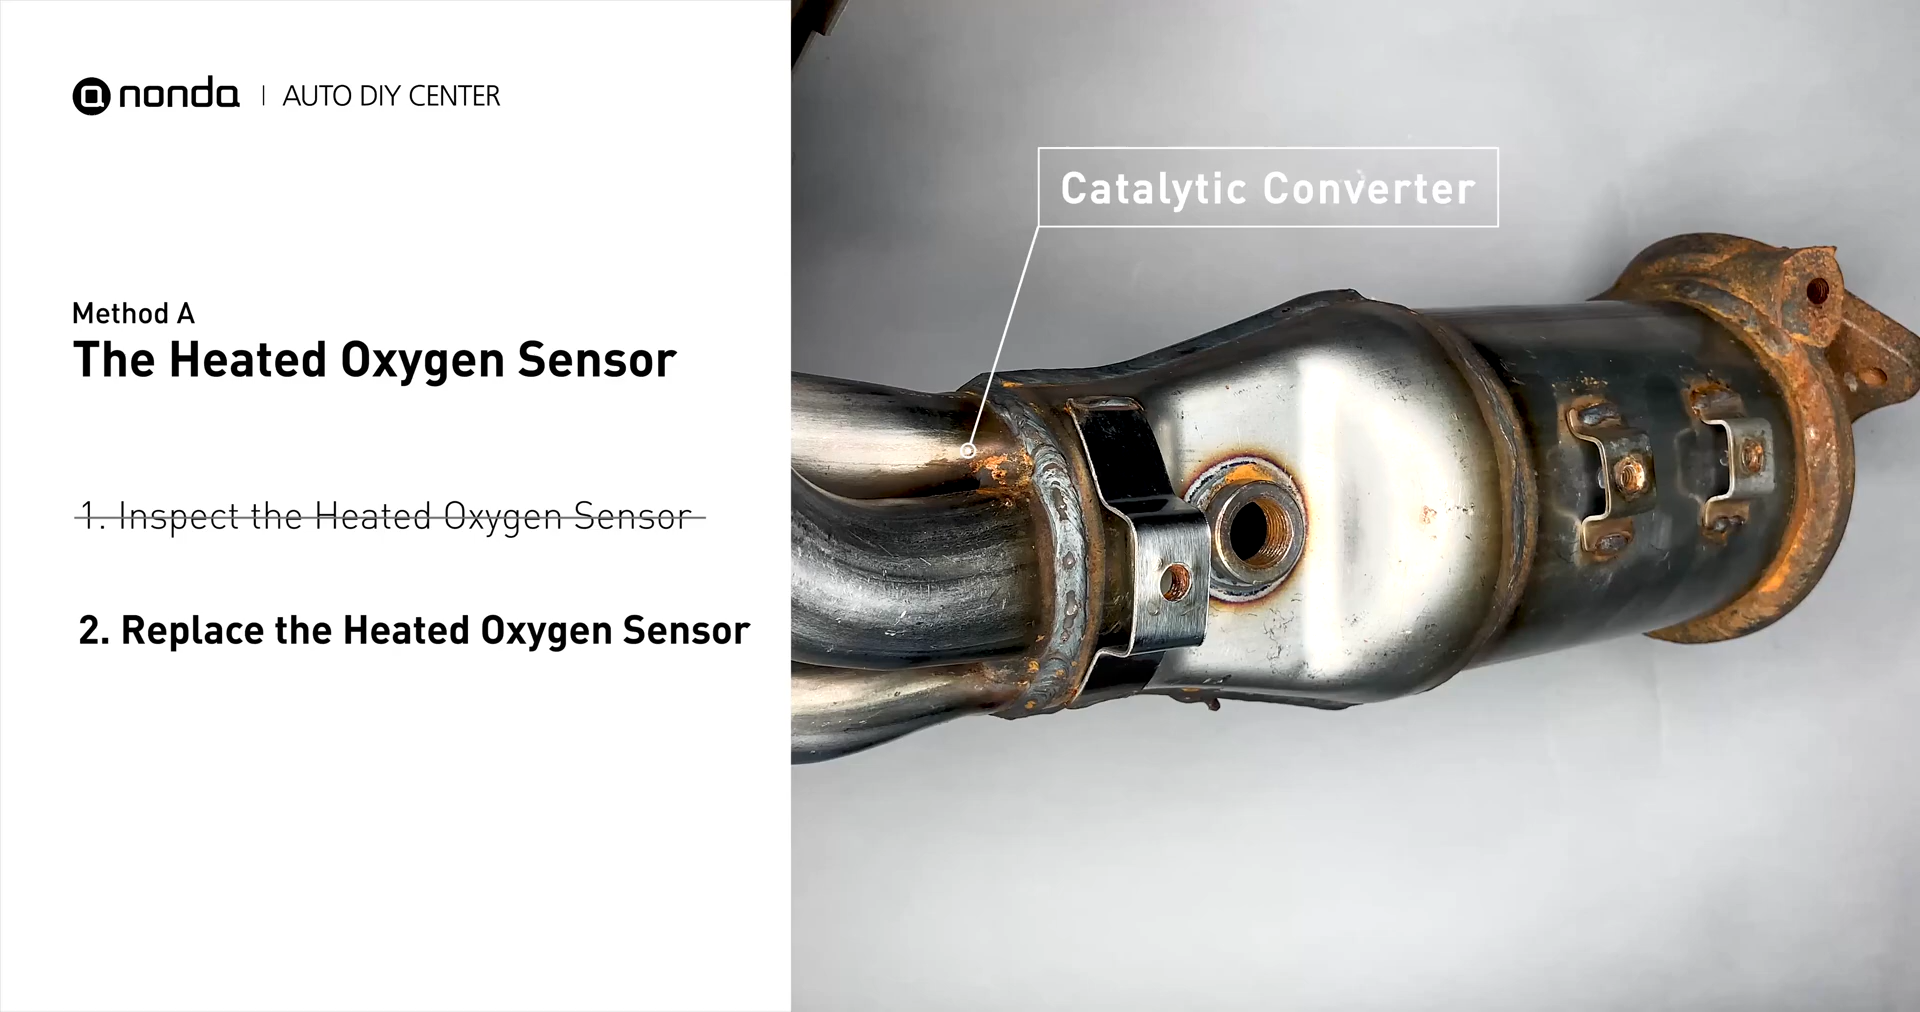 nonda | AUTO DIY CENTER
Method A
The Heated Oxygen Sensor
1. Inspect the Heated Oxygen Sensor
2. Replace the Heated Oxygen Sensor
Catalytic Converter